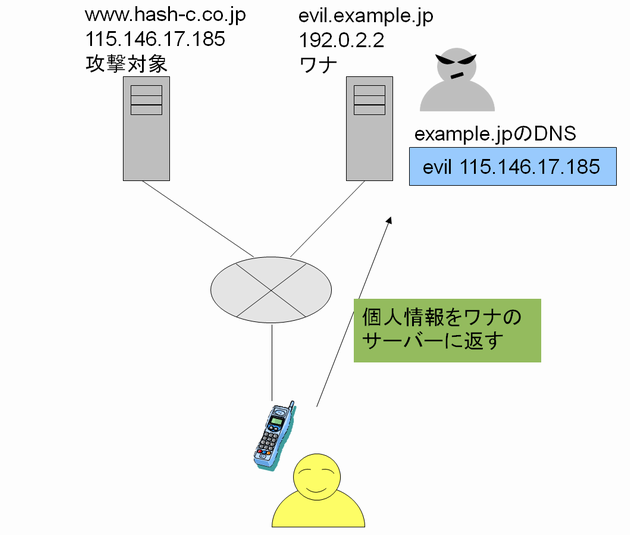 www.hash-c.co.jp
115.146.17.185
攻撃対象
evil.example.jp
192.0.2.2
ワナ
example.jpのDNS
evil 115.146.17.185
個人情報をワナの
サーバーに返す